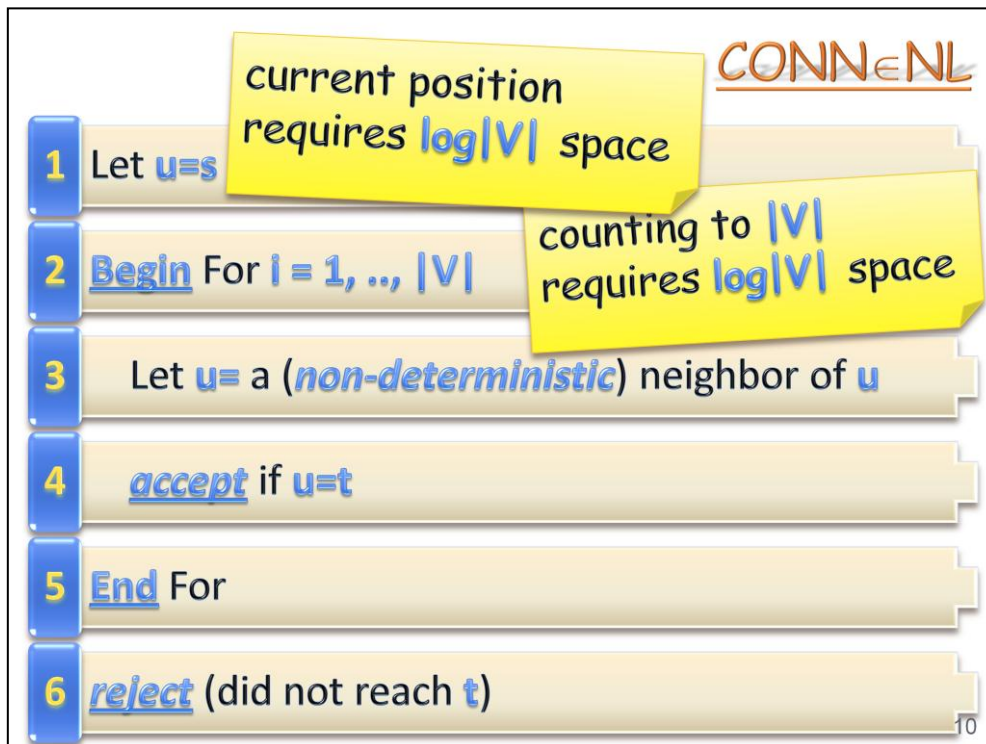 CONN∈NL
current position
requires log|V| space
1 Let u=s
counting to |V|
requires log|V| space
2 Begin For i = 1, .., |V|
3 Let u= a (non-deterministic) neighbor of u
4 accept if u=t
5 End For
6 reject (did not reach t)
10